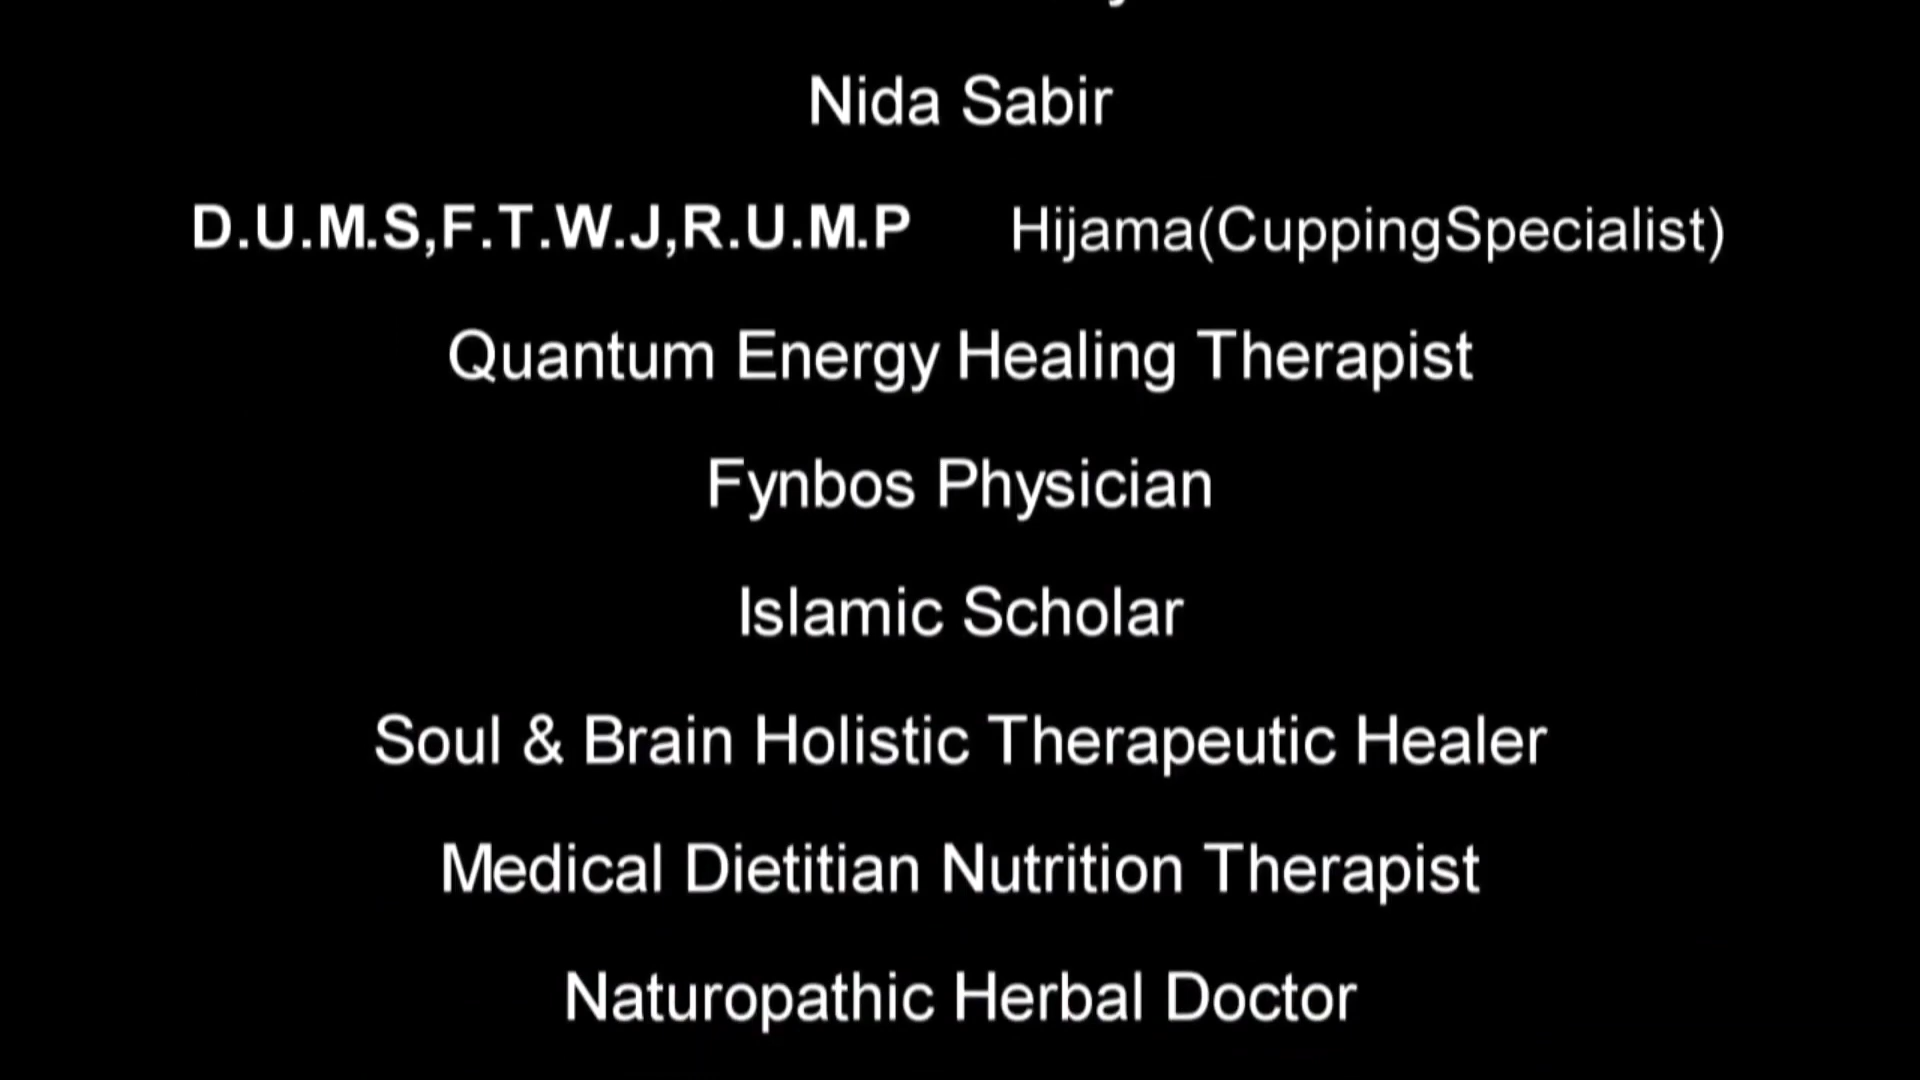 Nida Sabir
D.U.M.S,F.T.W.J,R.U.M.P Hijama(CuppingSpecialist)
Quantum Energy Healing Therapist
Fynbos Physician
Islamic Scholar
Soul & Brain Holistic Therapeutic Healer
Medical Dietitian Nutrition Therapist
Naturopathic Herbal Doctor